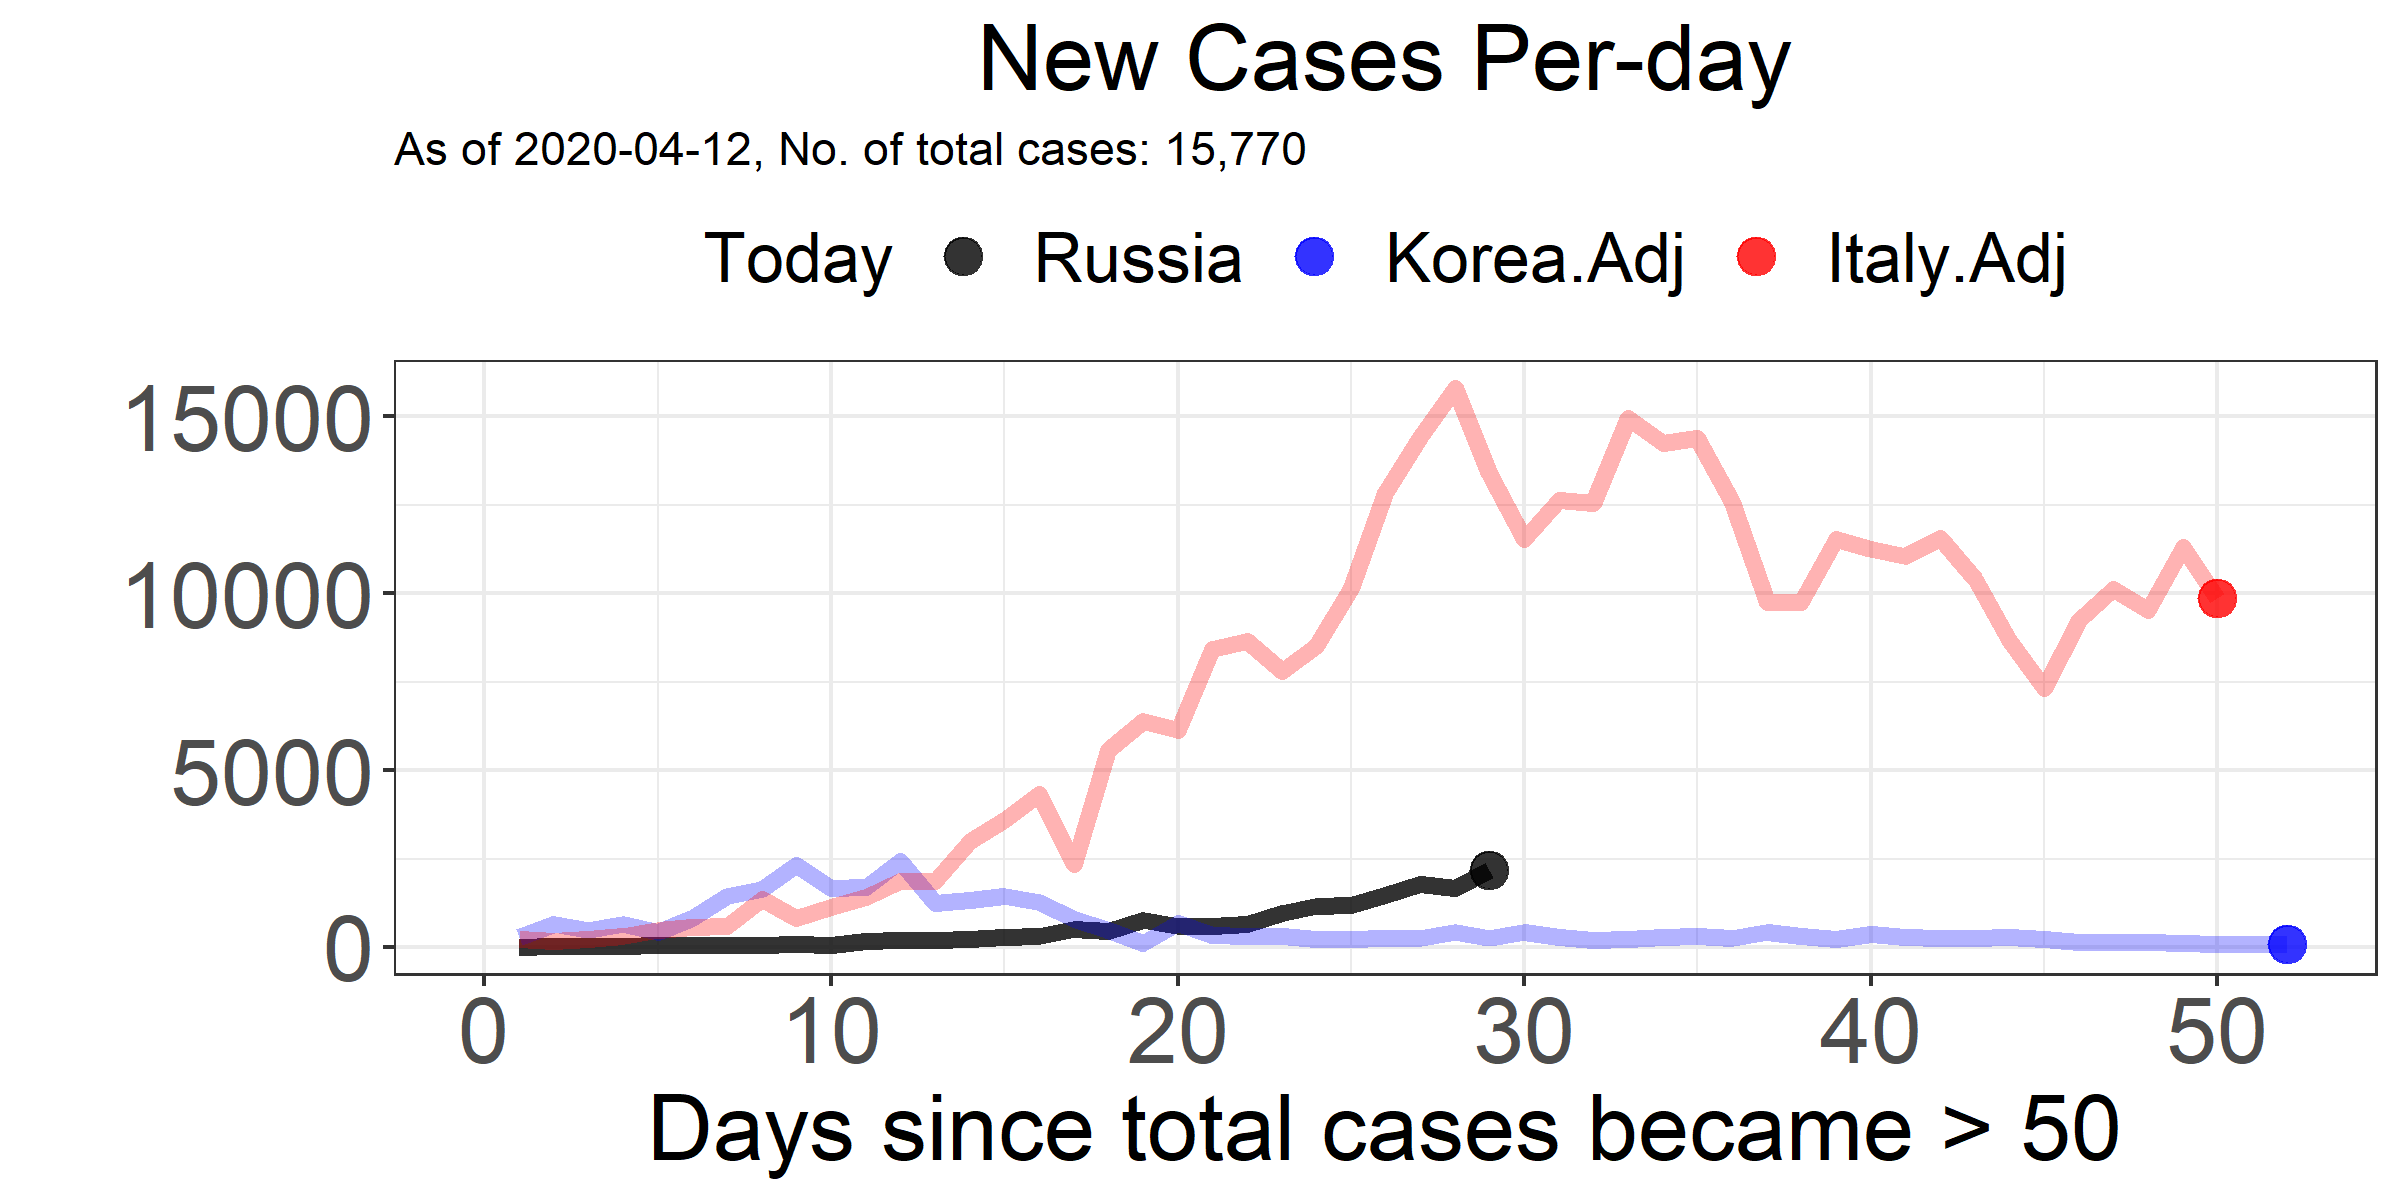 New Cases Per-day
As of 2020-04-12, No. of total cases: 15,770
Today Russia Korea.Adj Italy.Adj
15000
10000
5000
0
0 10 20 30 40 50
Days since total cases became > 50